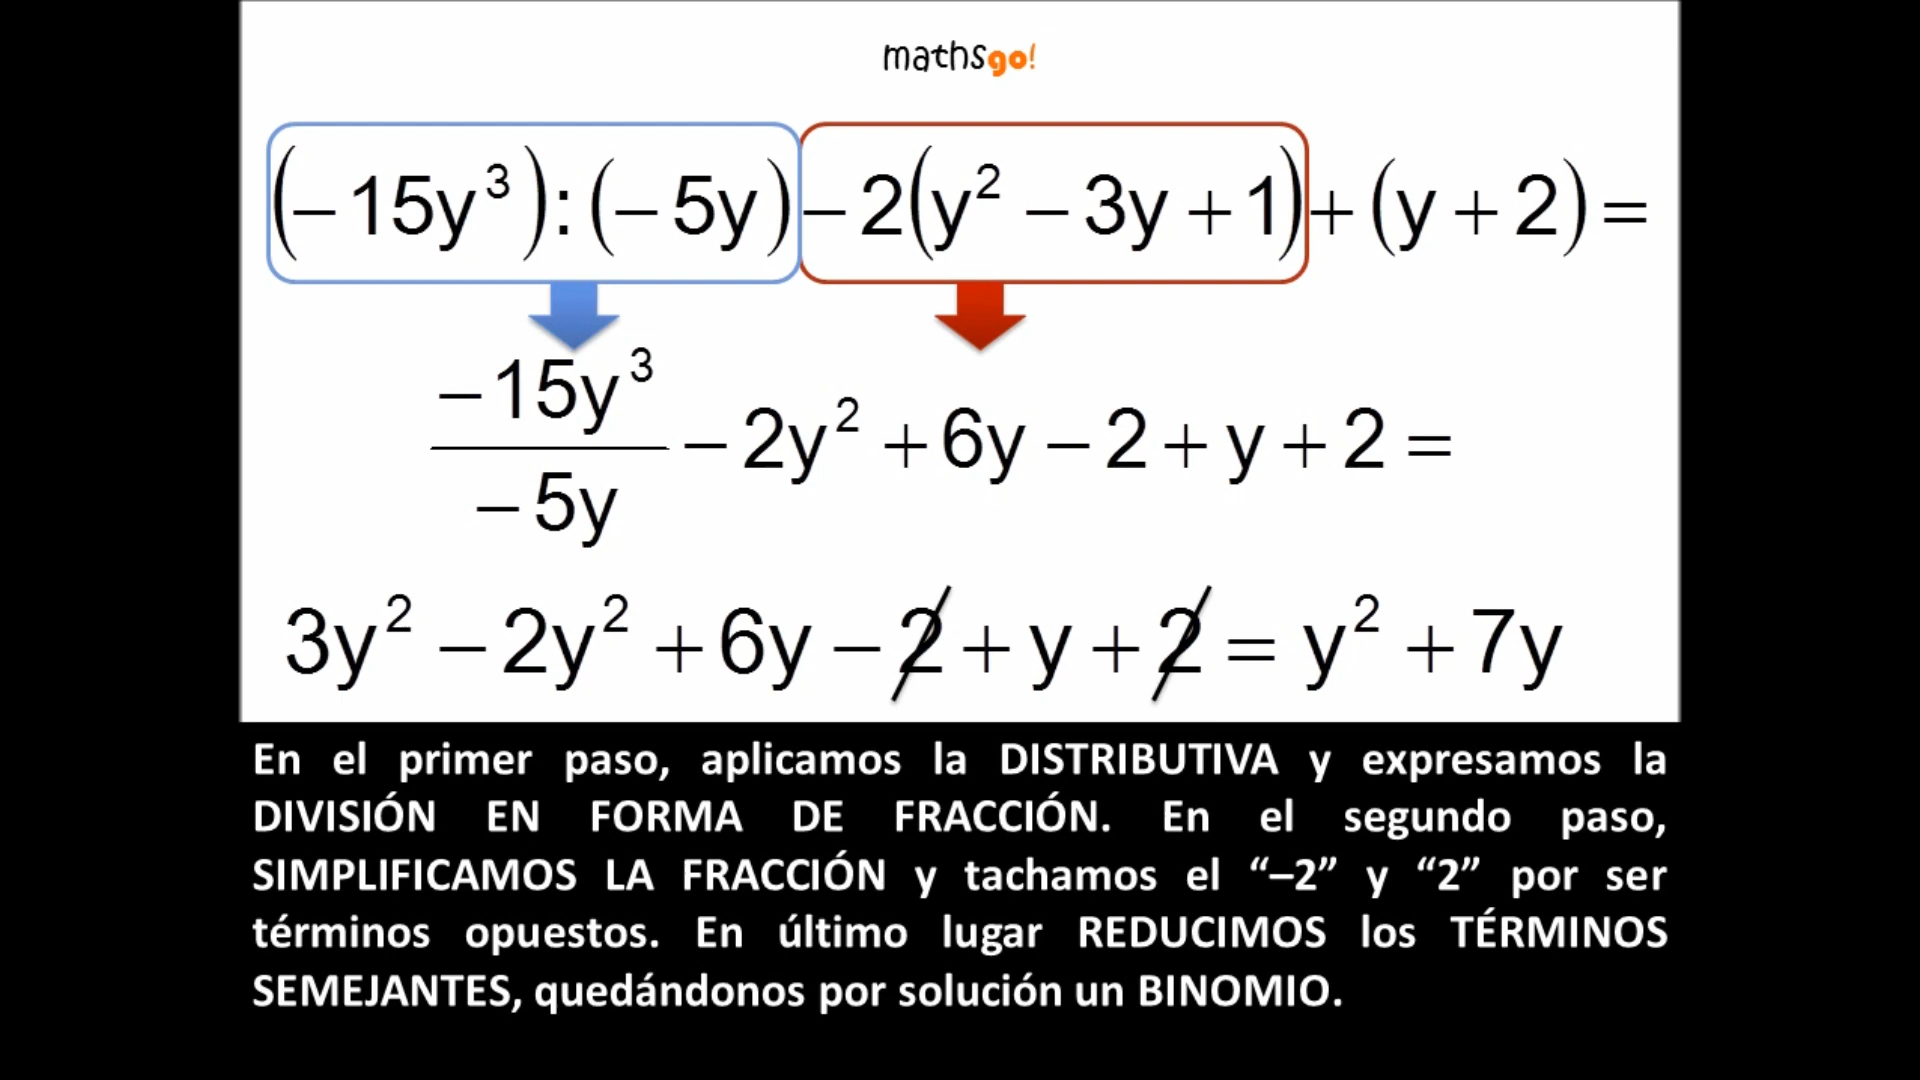 mathsgo!
(−15y³):(−5y)−2(y²−3y+1)+(y+2)=
−15y³
−2y²+6y−2+y+2=
−5y
3y²−2y²+6y−2+y+2=y²+7y
En el primer paso, aplicamos la DISTRIBUTIVA y expresamos la
DIVISIÓN EN FORMA DE FRACCIÓN. En el segundo paso,
SIMPLIFICAMOS LA FRACCIÓN y tachamos el “–2” y “2” por ser
términos opuestos. En último lugar REDUCIMOS los TÉRMINOS
SEMEJANTES, quedándonos por solución un BINOMIO.